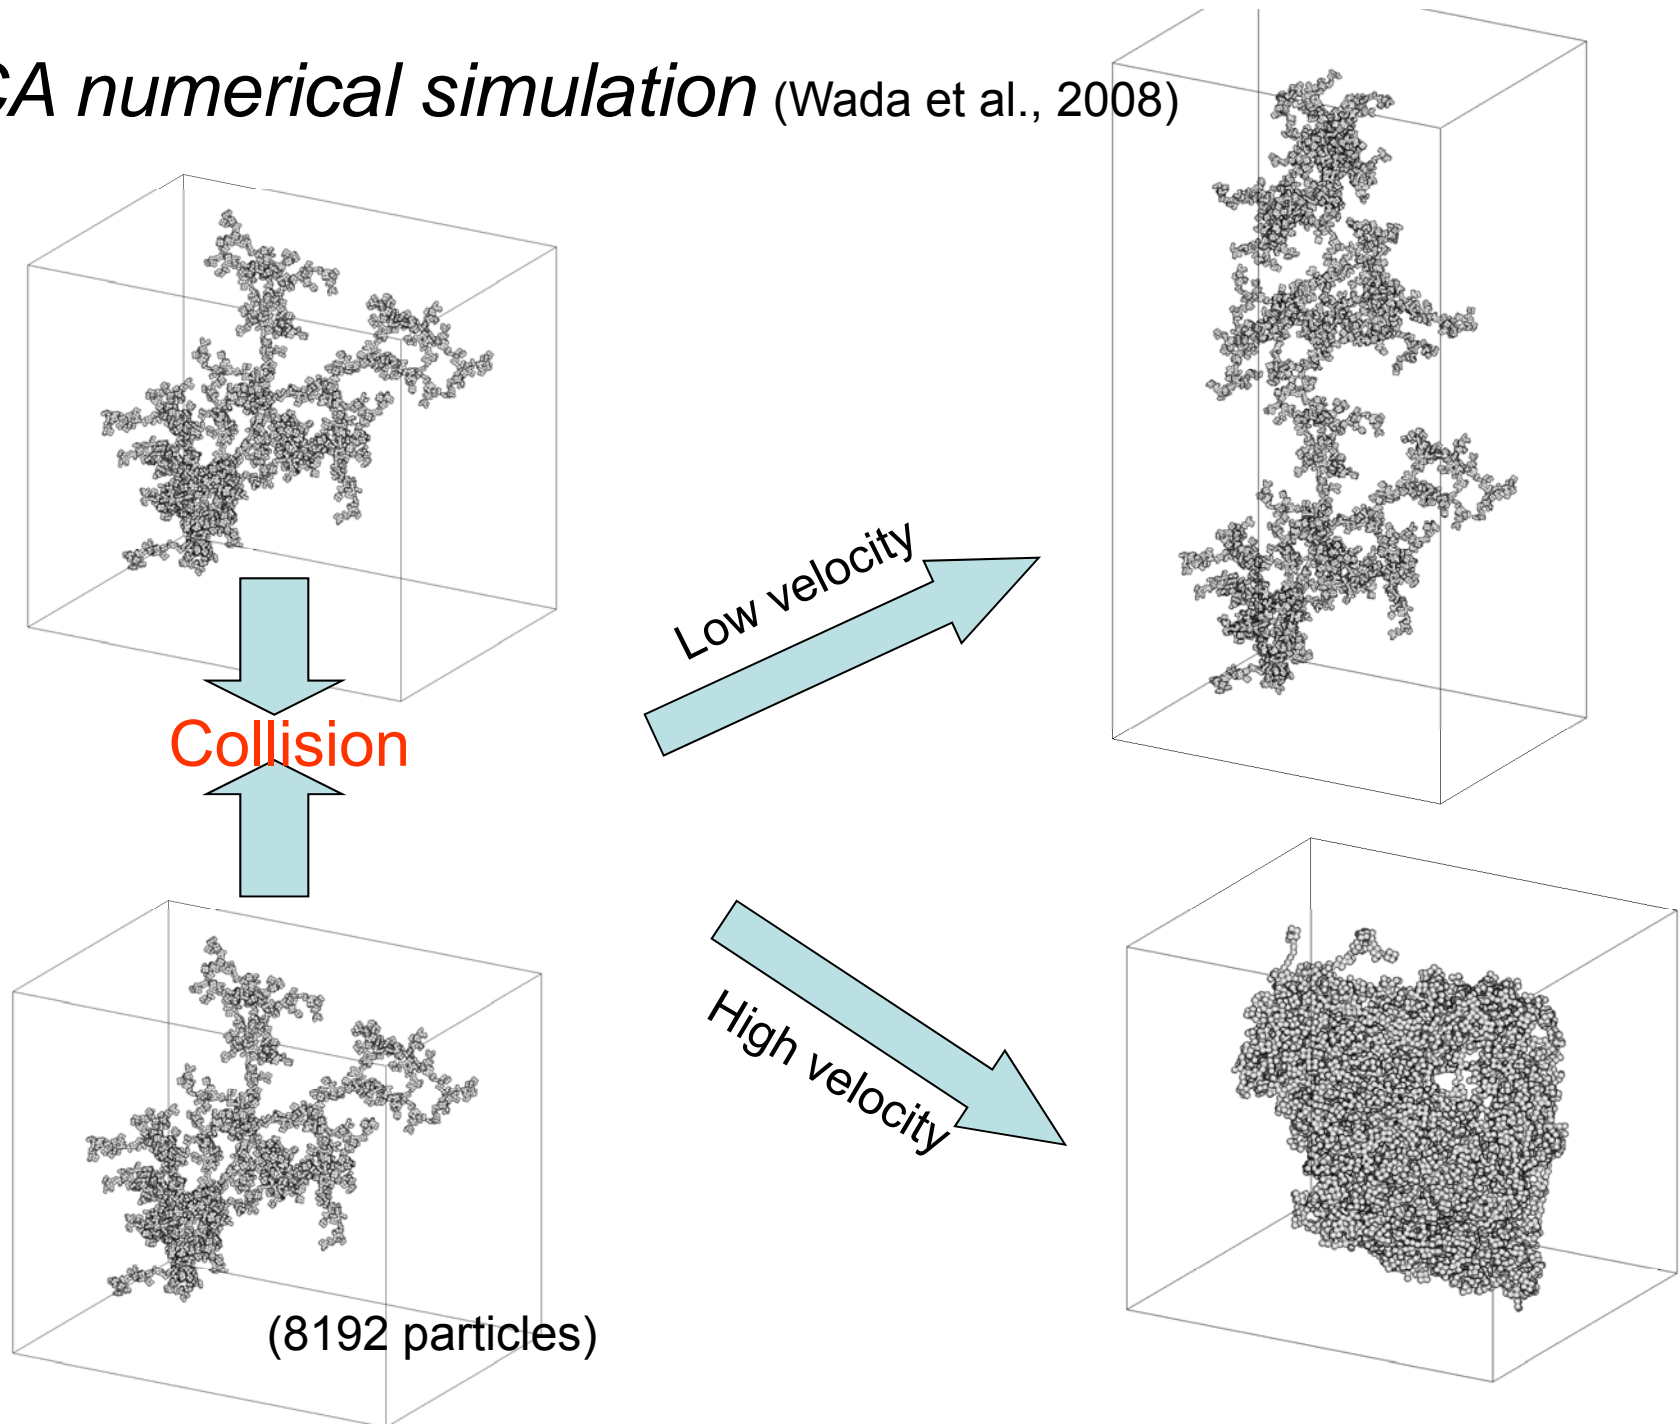 CA numerical simulation (Wada et al., 2008)
Low velocity
Collision
High velocity
(8192 particles)